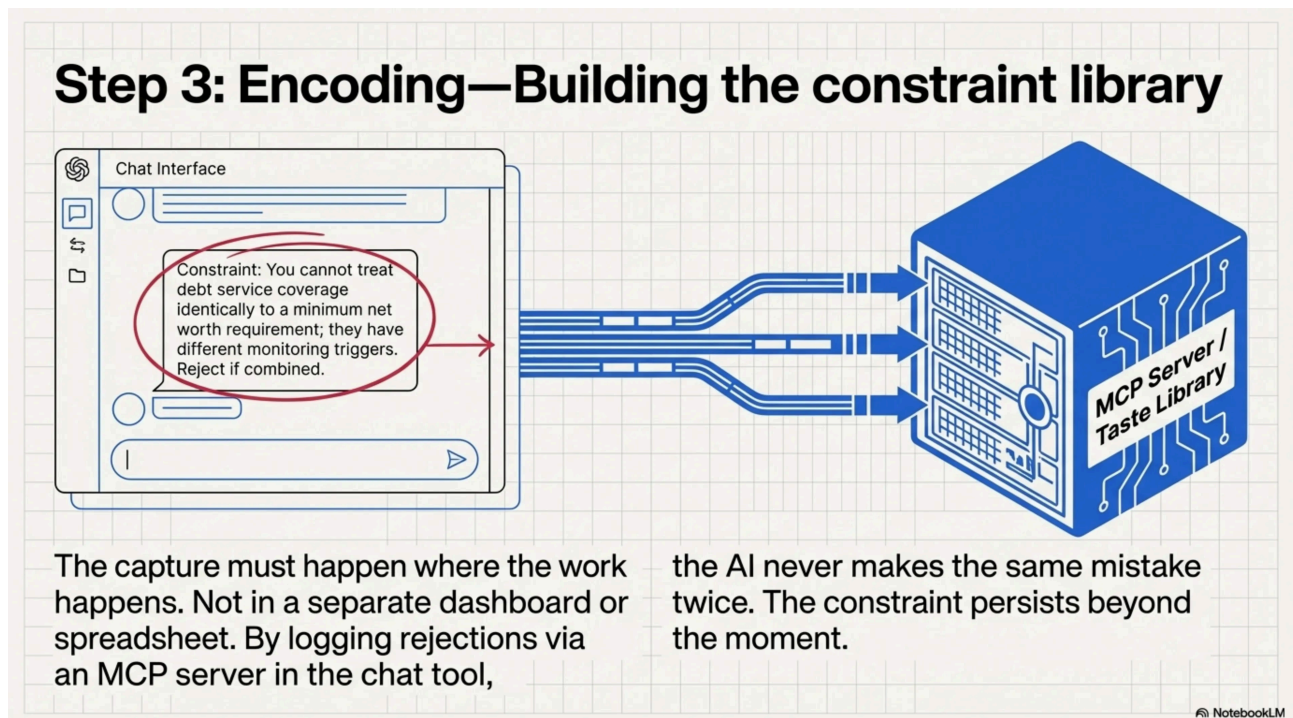 Step 3: Encoding—Building the constraint library
Chat Interface
Constraint: You cannot treat
debt service coverage
identically to a minimum net
worth requirement; they have
different monitoring triggers.
Reject if combined.
MCP Server /
Taste Library
The capture must happen where the work
happens. Not in a separate dashboard or
spreadsheet. By logging rejections via
an MCP server in the chat tool,
the AI never makes the same mistake
twice. The constraint persists beyond
the moment.
NotebookLM